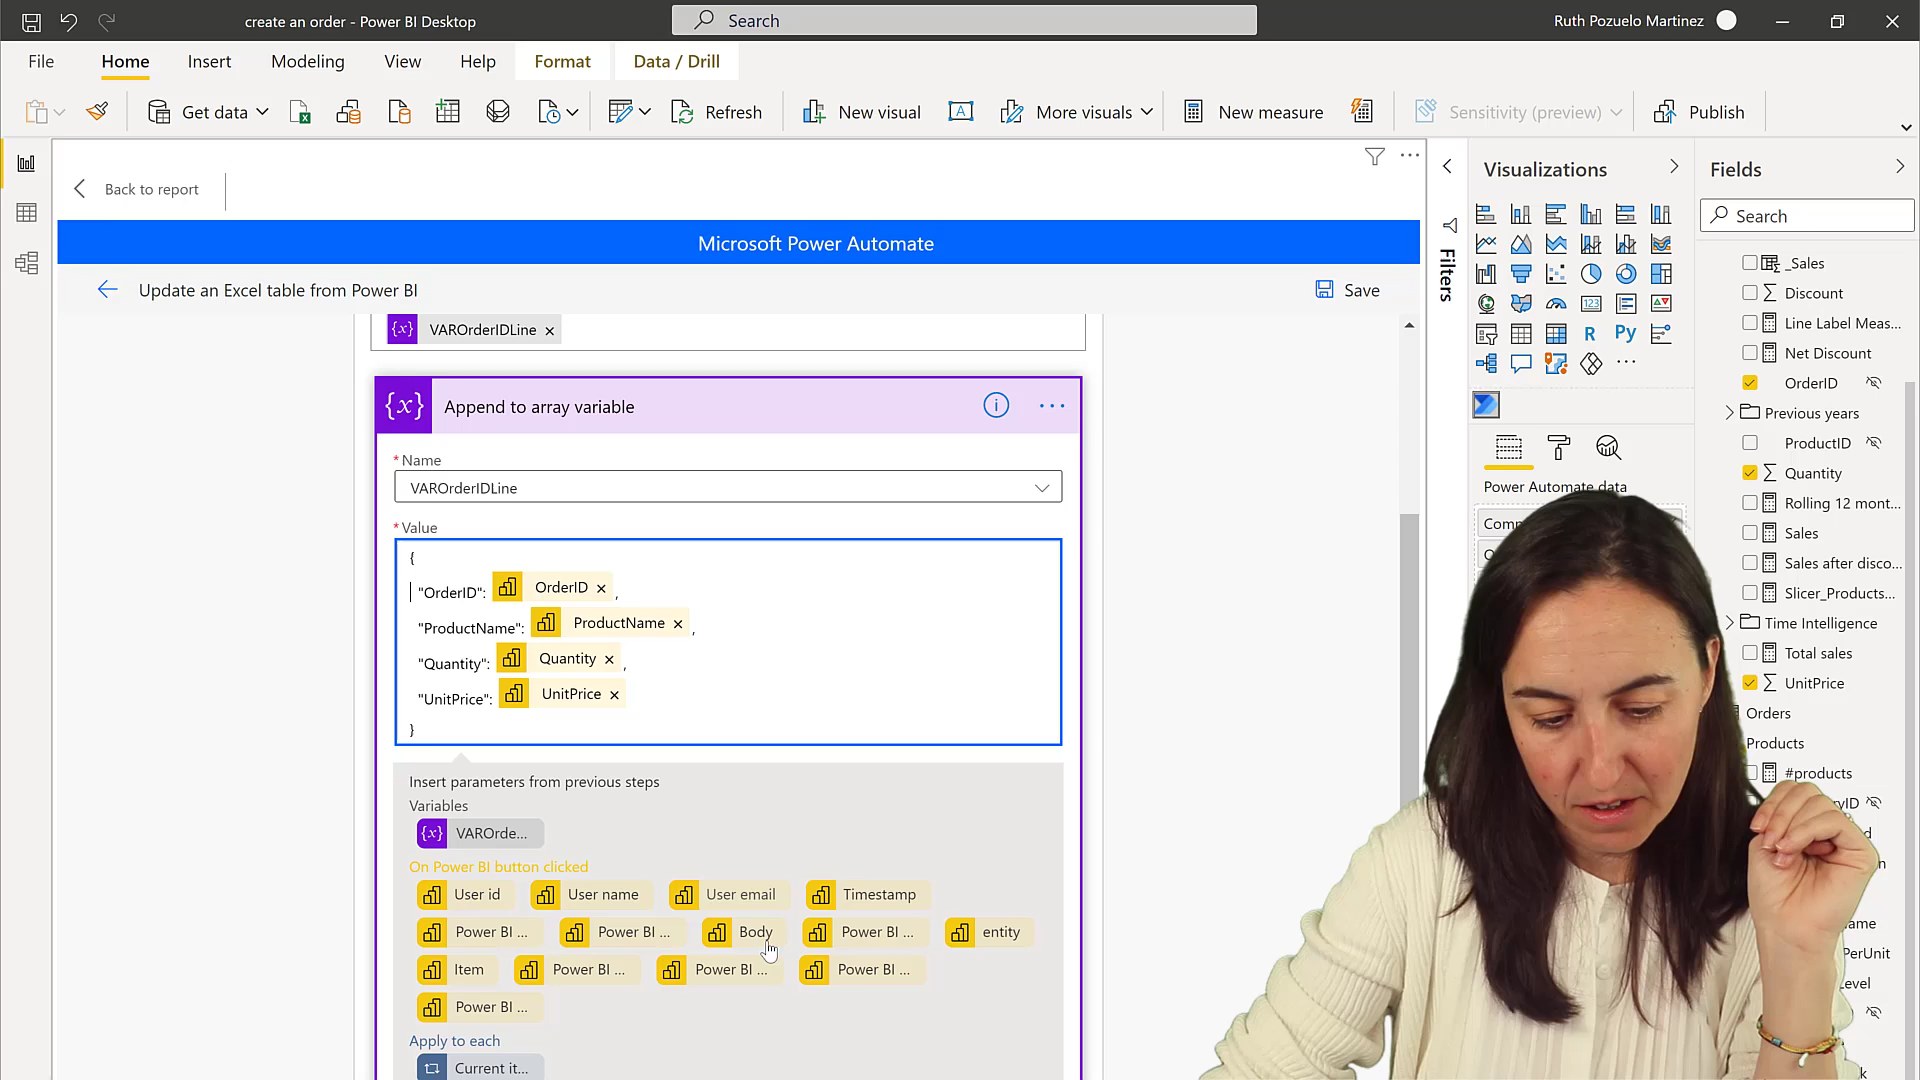 create an order - Power BI Desktop
Search
Ruth Pozuelo Martinez
File
Home
Insert
Modeling
View
Help
Format
Data / Drill
Get data
Refresh
New visual
More visuals
New measure
Sensitivity (preview)
Publish
Back to report
Microsoft Power Automate
Update an Excel table from Power BI
Save
{x} VAROrderIDLine ×
{x} Append to array variable
* Name
VAROrderIDLine
* Value
{
"OrderID": OrderID × ,
"ProductName": ProductName × ,
"Quantity": Quantity × ,
"UnitPrice": UnitPrice ×
}
Insert parameters from previous steps
Variables
{x} VAROrde...
On Power BI button clicked
User id
User name
User email
Timestamp
Power BI ...
Power BI ...
Body
Power BI ...
entity
Item
Power BI ...
Power BI ...
Power BI ...
Power BI ...
Apply to each
Current it...
Filters
Visualizations
123
R
Py
Power Automate data
Fields
Search
_Sales
Discount
Line Label Meas...
Net Discount
OrderID
Previous years
ProductID
Quantity
Rolling 12 mont...
Sales
Sales after disco...
Slicer_Products...
Time Intelligence
Total sales
UnitPrice
Orders
Products
#products